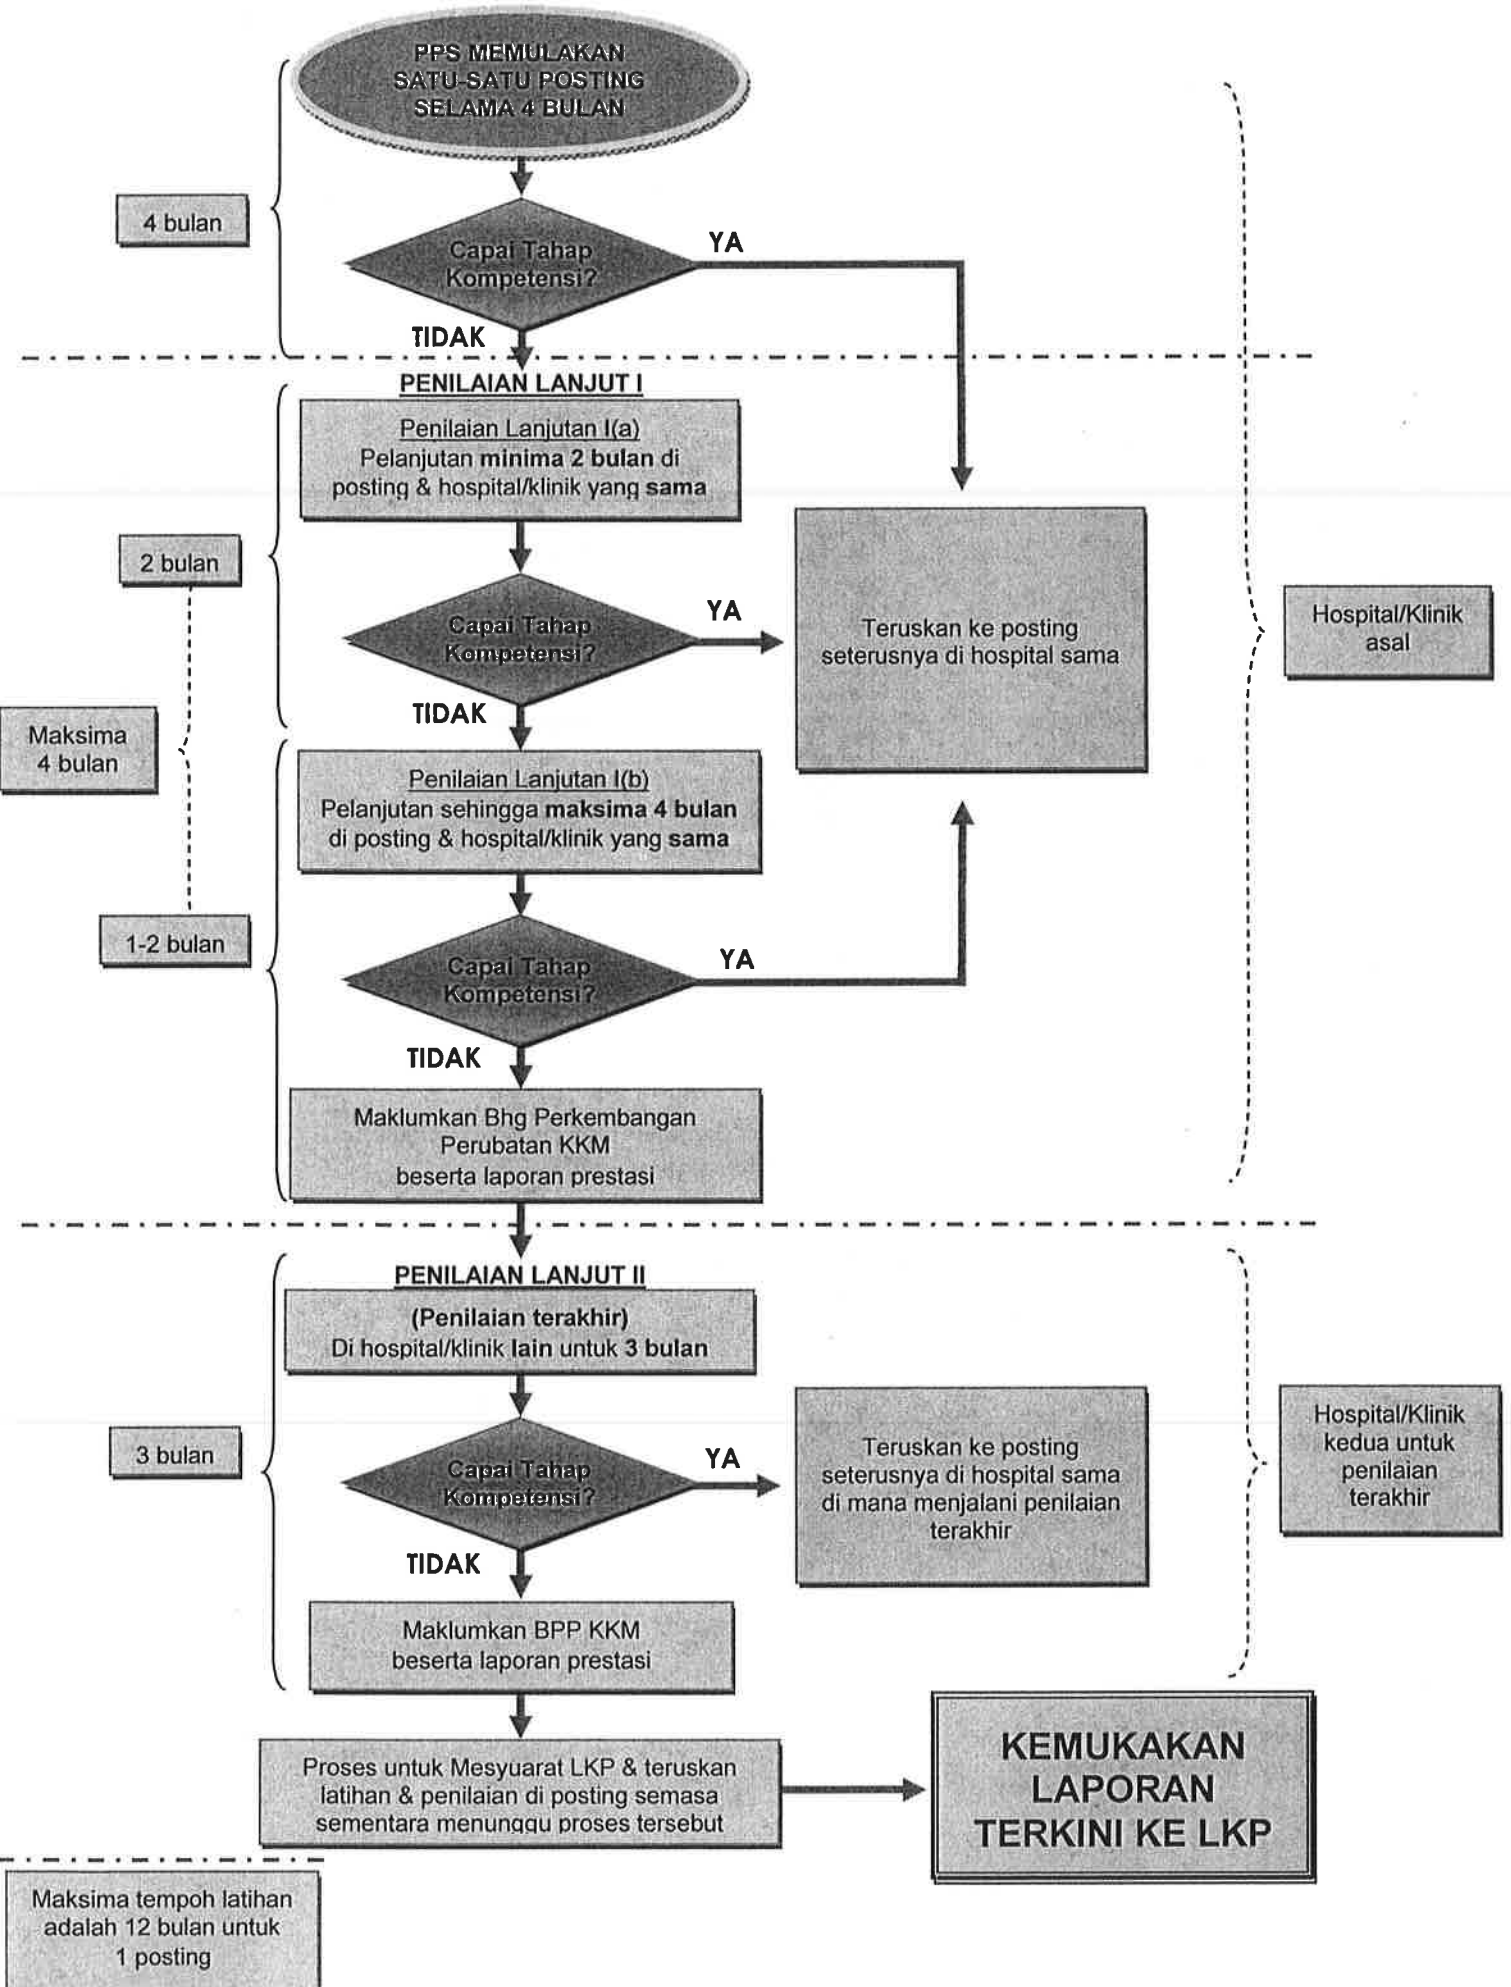 PPS MEMULAKAN
SATU-SATU POSTING
SELAMA 4 BULAN
4 bulan
Capai Tahap
Kompetensi?
YA
TIDAK
PENILAIAN LANJUT I
Penilaian Lanjutan I(a)
Pelanjutan minima 2 bulan di
posting & hospital/klinik yang sama
2 bulan
Capai Tahap
Kompetensi?
YA
Teruskan ke posting
seterusnya di hospital sama
Hospital/Klinik
asal
TIDAK
Maksima
4 bulan
Penilaian Lanjutan I(b)
Pelanjutan sehingga maksima 4 bulan
di posting & hospital/klinik yang sama
1-2 bulan
Capai Tahap
Kompetensi?
YA
TIDAK
Maklumkan Bhg Perkembangan
Perubatan KKM
beserta laporan prestasi
PENILAIAN LANJUT II
(Penilaian terakhir)
Di hospital/klinik lain untuk 3 bulan
3 bulan
Capai Tahap
Kompetensi?
YA
Teruskan ke posting
seterusnya di hospital sama
di mana menjalani penilaian
terakhir
Hospital/Klinik
kedua untuk
penilaian
terakhir
TIDAK
Maklumkan BPP KKM
beserta laporan prestasi
Proses untuk Mesyuarat LKP & teruskan
latihan & penilaian di posting semasa
sementara menunggu proses tersebut
KEMUKAKAN
LAPORAN
TERKINI KE LKP
Maksima tempoh latihan
adalah 12 bulan untuk
1 posting